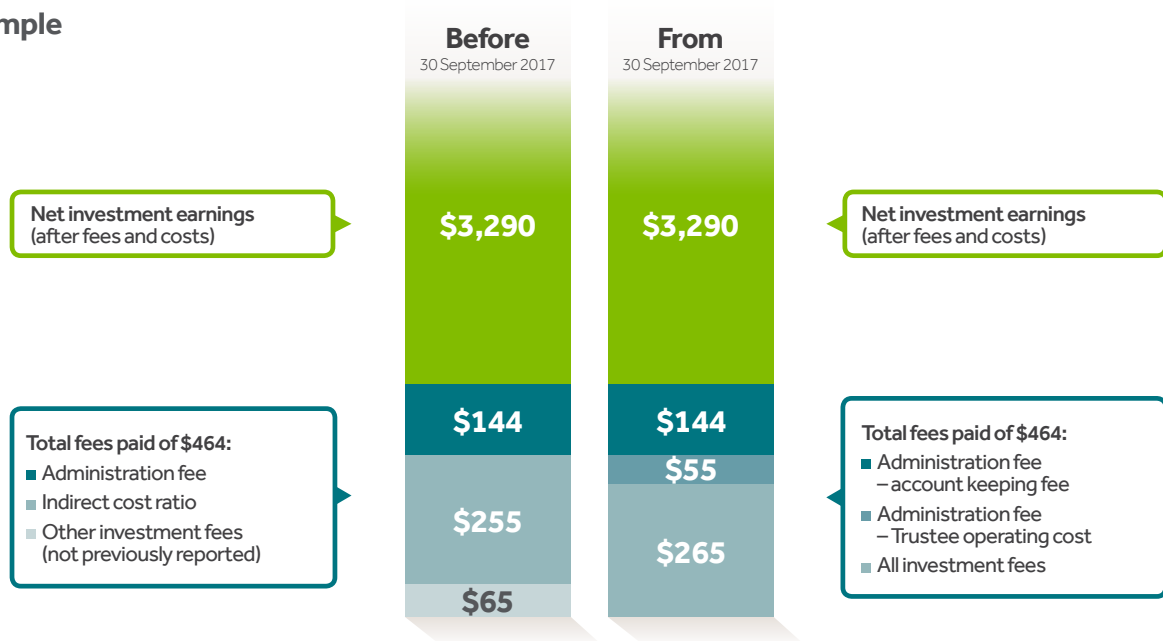 Before
30 September 2017
From
30 September 2017
Net investment earnings
(after fees and costs)
$3,290
$3,290
Net investment earnings
(after fees and costs)
Total fees paid of $464:
Administration fee
Indirect cost ratio
Other investment fees
(not previously reported)
$144
$255
$65
$144
$55
$265
Total fees paid of $464:
Administration fee
– account keeping fee
Administration fee
– Trustee operating cost
All investment fees